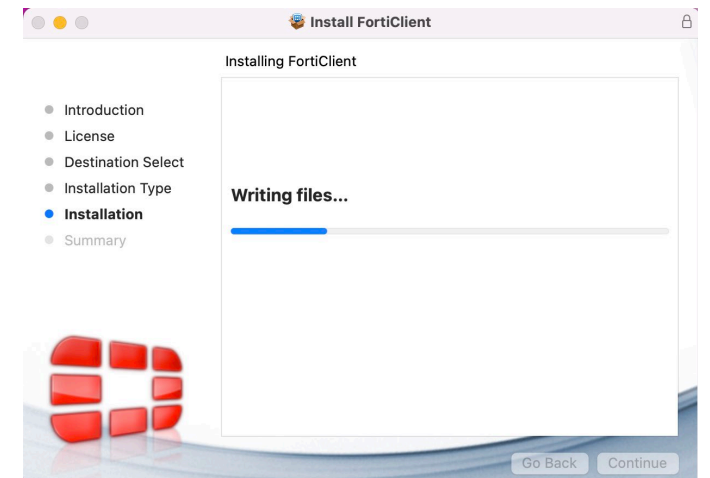 Install FortiClient
Installing FortiClient
Introduction
License
Destination Select
Installation Type
Installation
Summary
Writing files...
Go Back
Continue